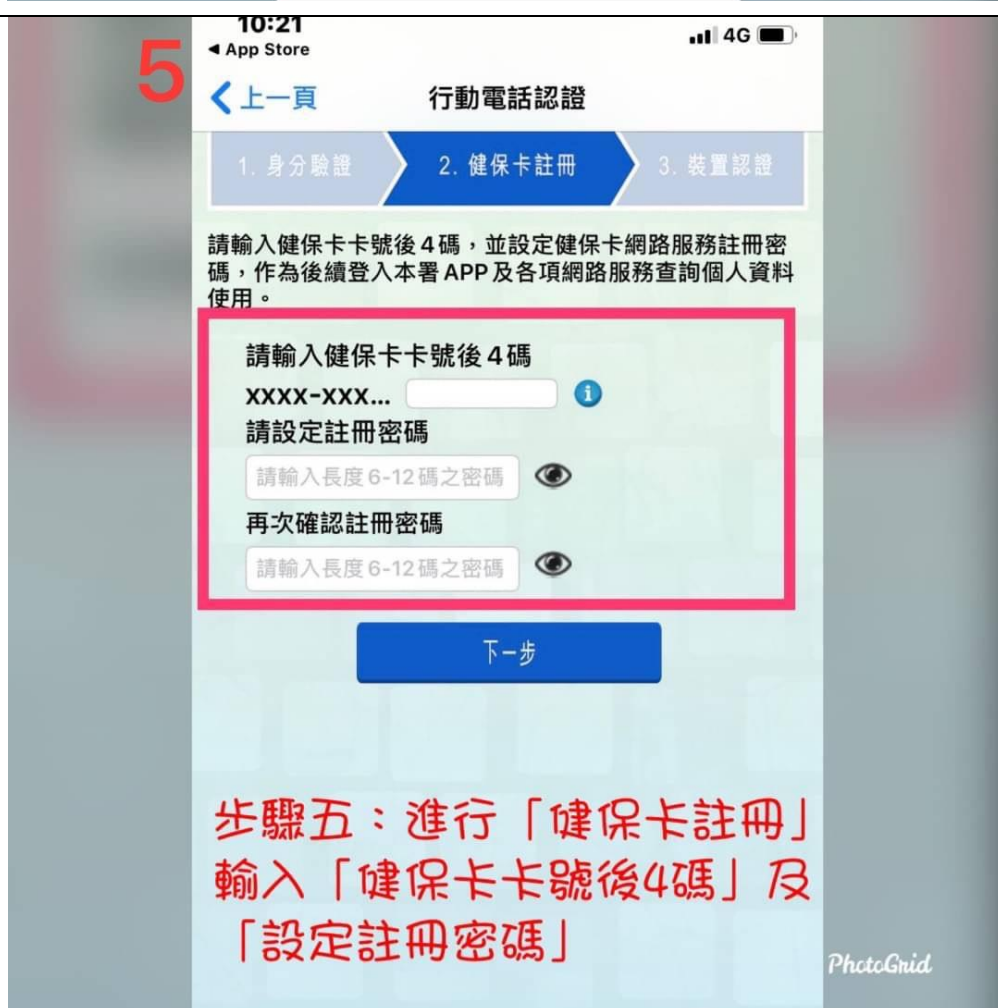 5
10:21
◀ App Store
4G
上一頁
行動電話認證
1. 身分驗證
2. 健保卡註冊
3. 裝置認證
請輸入健保卡卡號後4碼，並設定健保卡網路服務註冊密
碼，作為後續登入本署APP及各項網路服務查詢個人資料
使用。
請輸入健保卡卡號後4碼
XXXX-XXX...
請設定註冊密碼
請輸入長度6-12碼之密碼
再次確認註冊密碼
請輸入長度6-12碼之密碼
下一步
步驟五：進行「健保卡註冊」
輸入「健保卡卡號後4碼」及
「設定註冊密碼」
PhotoGrid